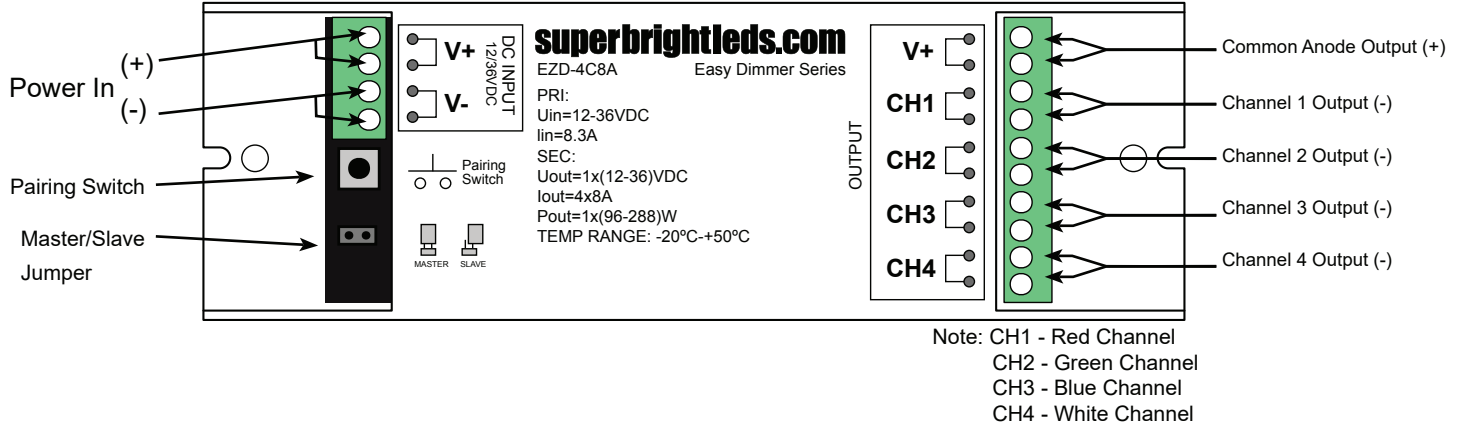 Power In
(+)
(-)
Pairing Switch
Master/Slave
Jumper
V+
V-
DC INPUT
12/36VDC
Pairing
Switch
MASTER
SLAVE
superbrightleds.com
EZD-4C8A
Easy Dimmer Series
PRI:
Uin=12-36VDC
Iin=8.3A
SEC:
Uout=1x(12-36)VDC
Iout=4x8A
Pout=1x(96-288)W
TEMP RANGE: -20ºC-+50ºC
OUTPUT
V+
CH1
CH2
CH3
CH4
Common Anode Output (+)
Channel 1 Output (-)
Channel 2 Output (-)
Channel 3 Output (-)
Channel 4 Output (-)
Note: CH1 - Red Channel
CH2 - Green Channel
CH3 - Blue Channel
CH4 - White Channel